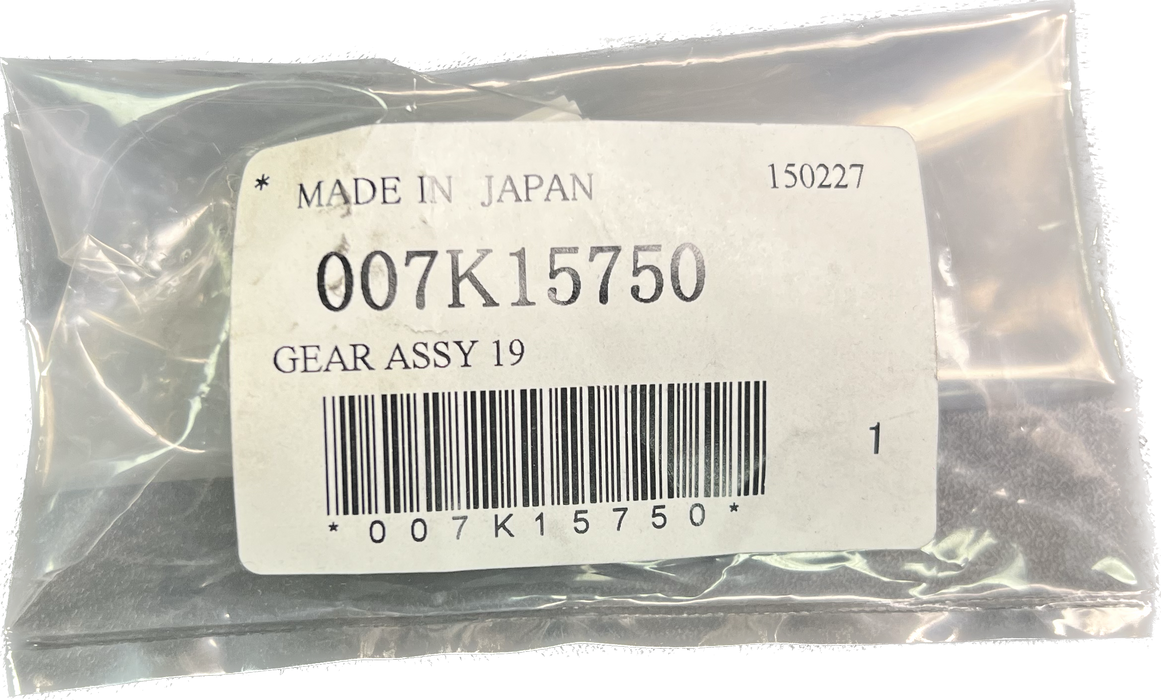 * MADE IN JAPAN 150227
007K15750
GEAR ASSY 19
1
*007K15750*